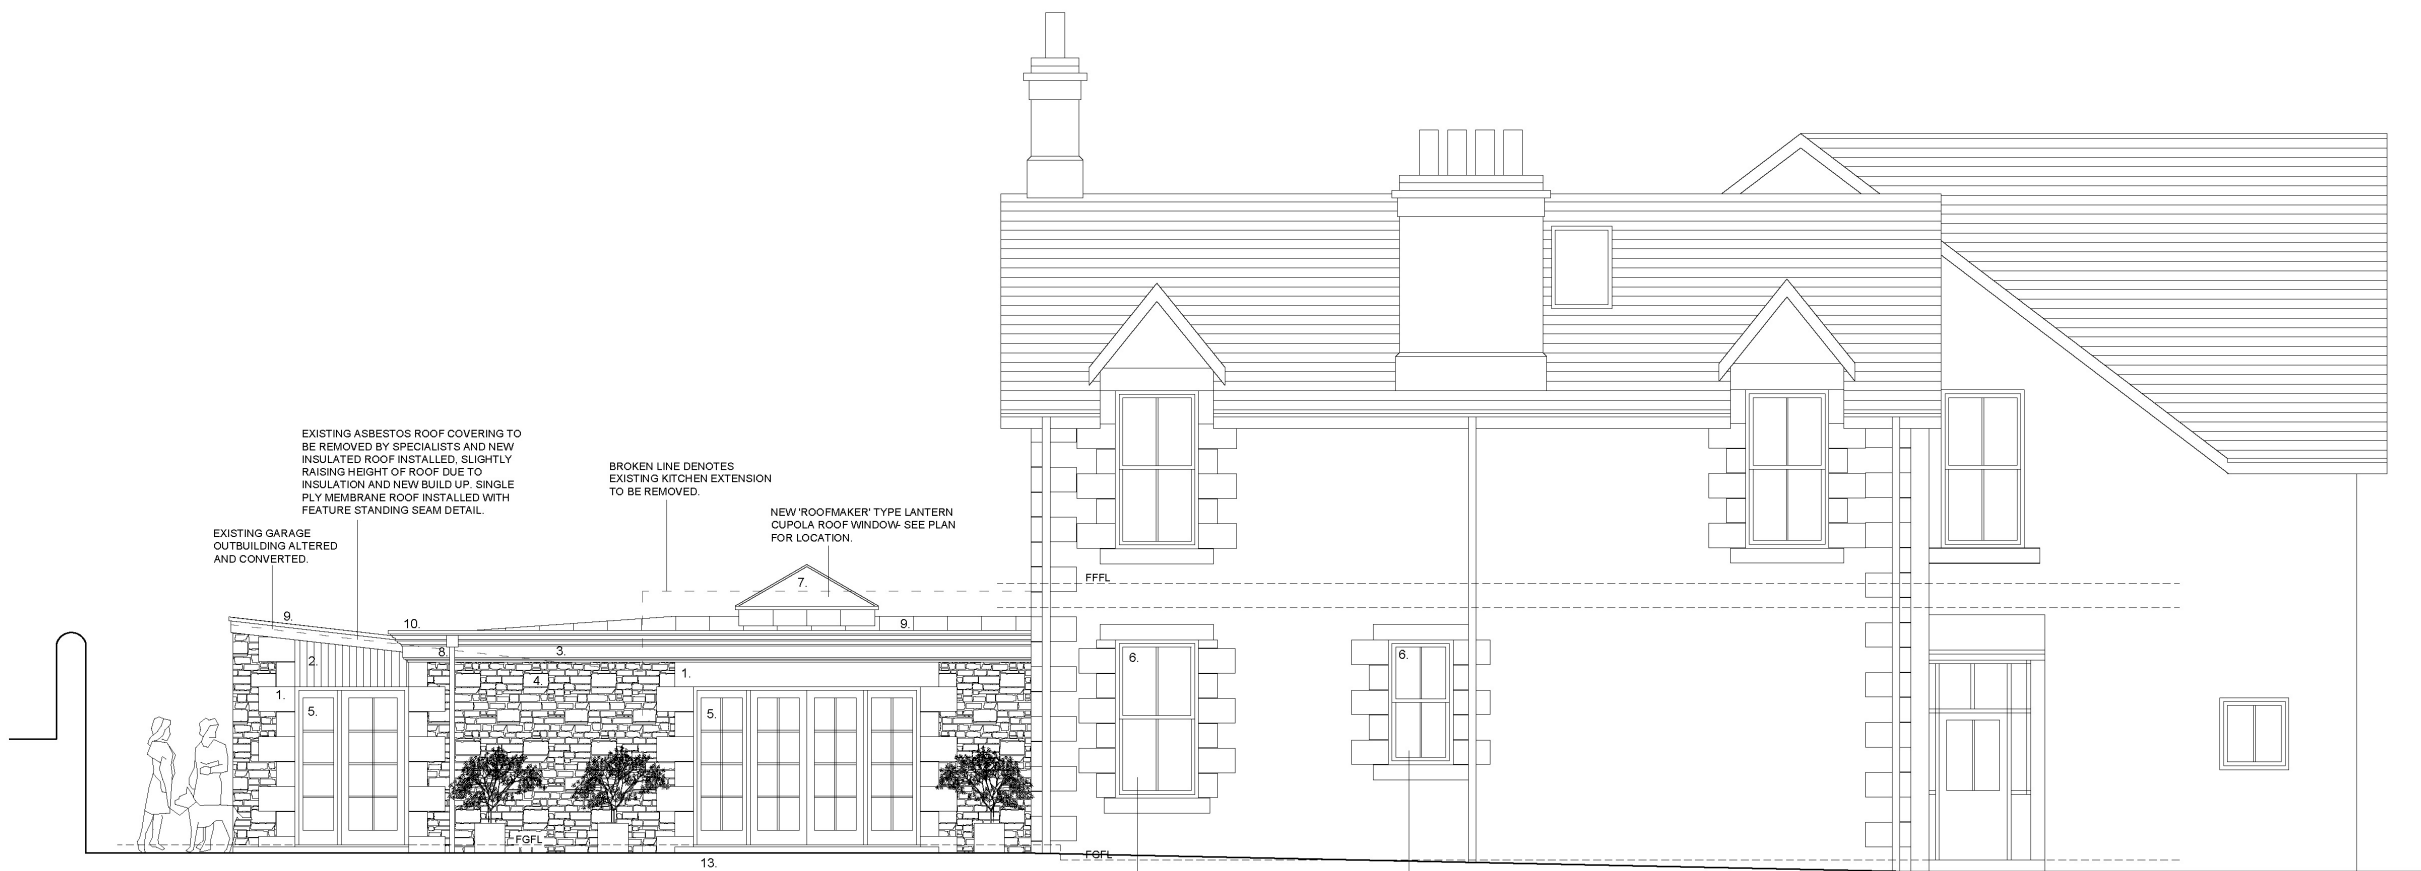 EXISTING ASBESTOS ROOF COVERING TO
BE REMOVED BY SPECIALISTS AND NEW
INSULATED ROOF INSTALLED, SLIGHTLY
RAISING HEIGHT OF ROOF DUE TO
INSULATION AND NEW BUILD UP. SINGLE
PLY MEMBRANE ROOF INSTALLED WITH
FEATURE STANDING SEAM DETAIL.
BROKEN LINE DENOTES
EXISTING KITCHEN EXTENSION
TO BE REMOVED.
NEW 'ROOFMAKER' TYPE LANTERN
CUPOLA ROOF WINDOW- SEE PLAN
FOR LOCATION.
EXISTING GARAGE
OUTBUILDING ALTERED
AND CONVERTED.
FFFL
7.
9.
10.
9.
8.
3.
2.
6.
6.
4.
1.
1.
5.
5.
FGFL
FGFL
13.